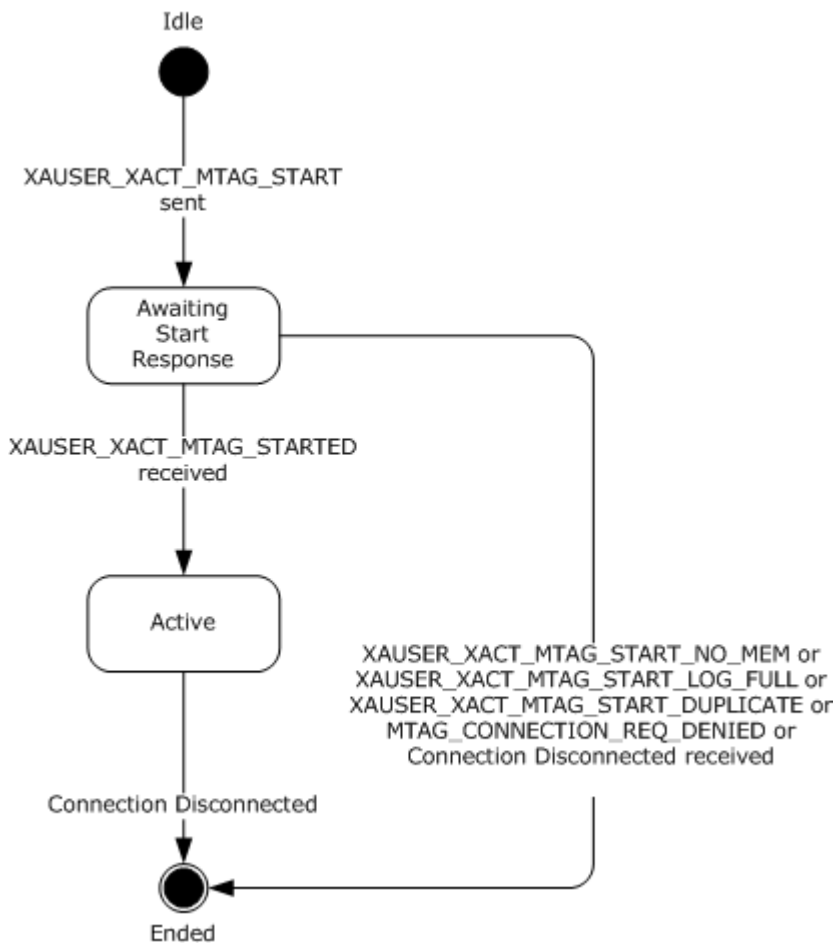 Idle
XAUSER_XACT_MTAG_START
sent
Awaiting
Start
Response
XAUSER_XACT_MTAG_STARTED
received
Active
XAUSER_XACT_MTAG_START_NO_MEM or
XAUSER_XACT_MTAG_START_LOG_FULL or
XAUSER_XACT_MTAG_START_DUPLICATE or
MTAG_CONNECTION_REQ_DENIED or
Connection Disconnected received
Connection Disconnected
Ended